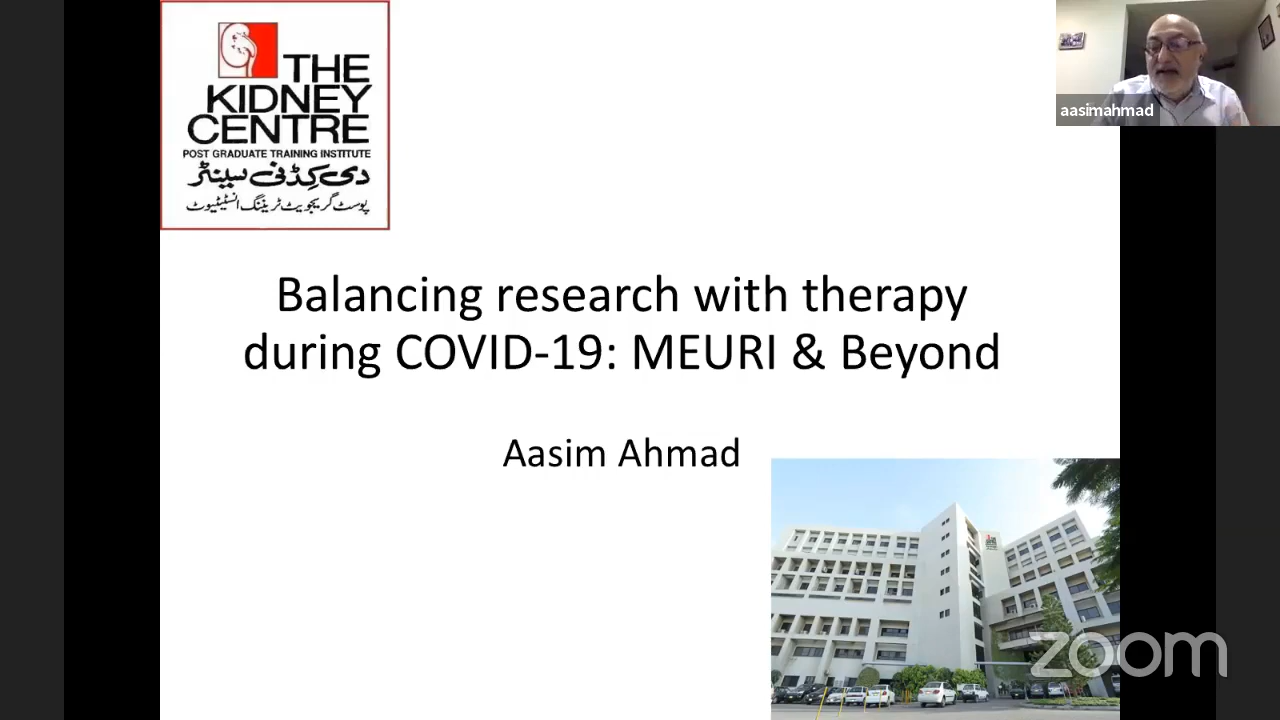 THE
KIDNEY
CENTRE
POST GRADUATE TRAINING INSTITUTE
دی کڈنی سینٹر
پوسٹ گریجویٹ ٹریننگ انسٹیٹیوٹ
aasimahmad
Balancing research with therapy
during COVID-19: MEURI & Beyond
Aasim Ahmad
zoom